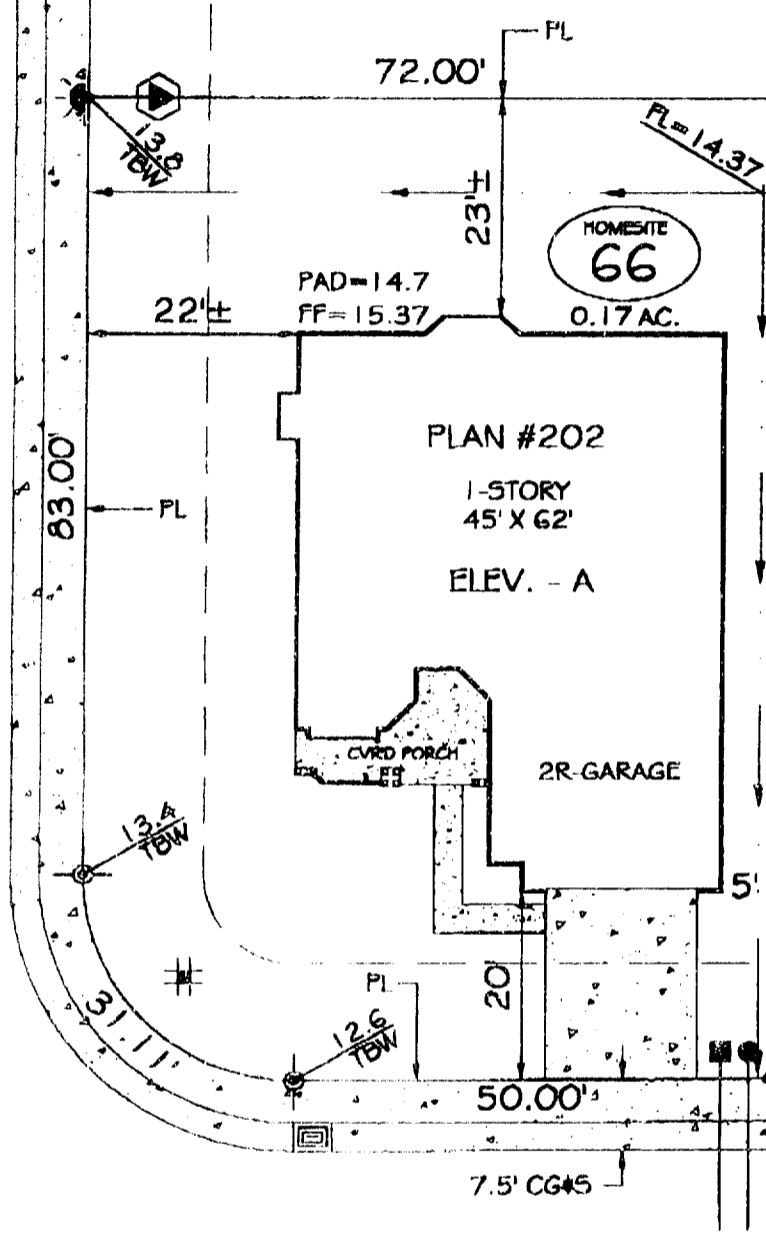 PL
72.00'
13.8
TBW
FL=14.37
23'±
HOMESITE
66
0.17 AC.
PAD=14.7
FF=15.37
22'±
PLAN #202
1-STORY
45' X 62'
ELEV. - A
83.00'
PL
CVRD PORCH
2R-GARAGE
13.4
TBW
5'
20'
PL
31.11'
12.6
TBW
50.00'
7.5' CG#5